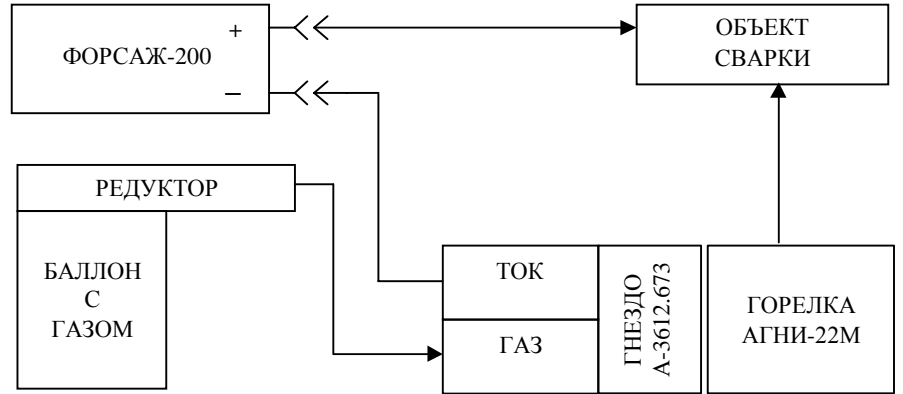 ФОРСАЖ-200
+
–
ОБЪЕКТ
СВАРКИ
РЕДУКТОР
БАЛЛОН
С
ГАЗОМ
ТОК
ГАЗ
ГНЕЗДО
А-3612.673
ГОРЕЛКА
АГНИ-22М